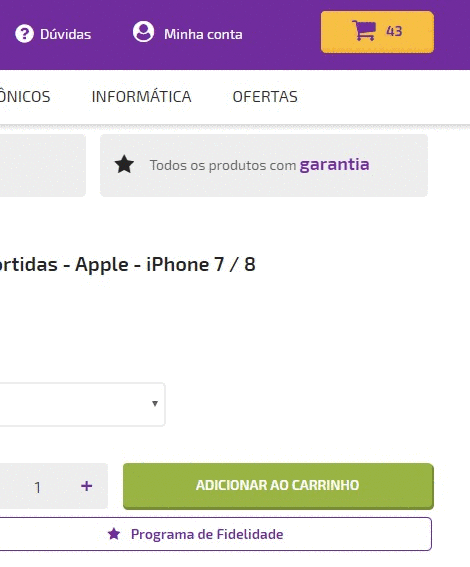 Dúvidas
Minha conta
43
ÔNICOS
INFORMÁTICA
OFERTAS
Todos os produtos com garantia
ortidas - Apple - iPhone 7 / 8
1 +
ADICIONAR AO CARRINHO
Programa de Fidelidade